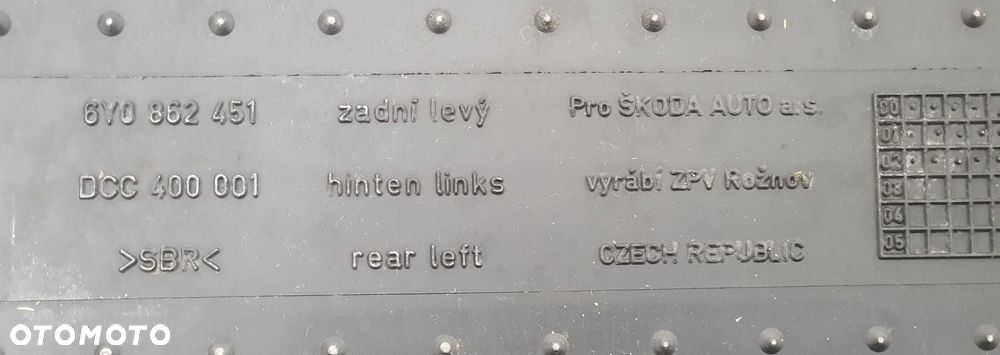 6Y0 862 451 zadní levý Pro ŠKODA AUTO a.s.
DCC 400 001 hinten links vyrábí ZPV Rožnov
>SBR< rear left CZECH REPUBLIC
00
01
02
03
04
05
OTOMOTO